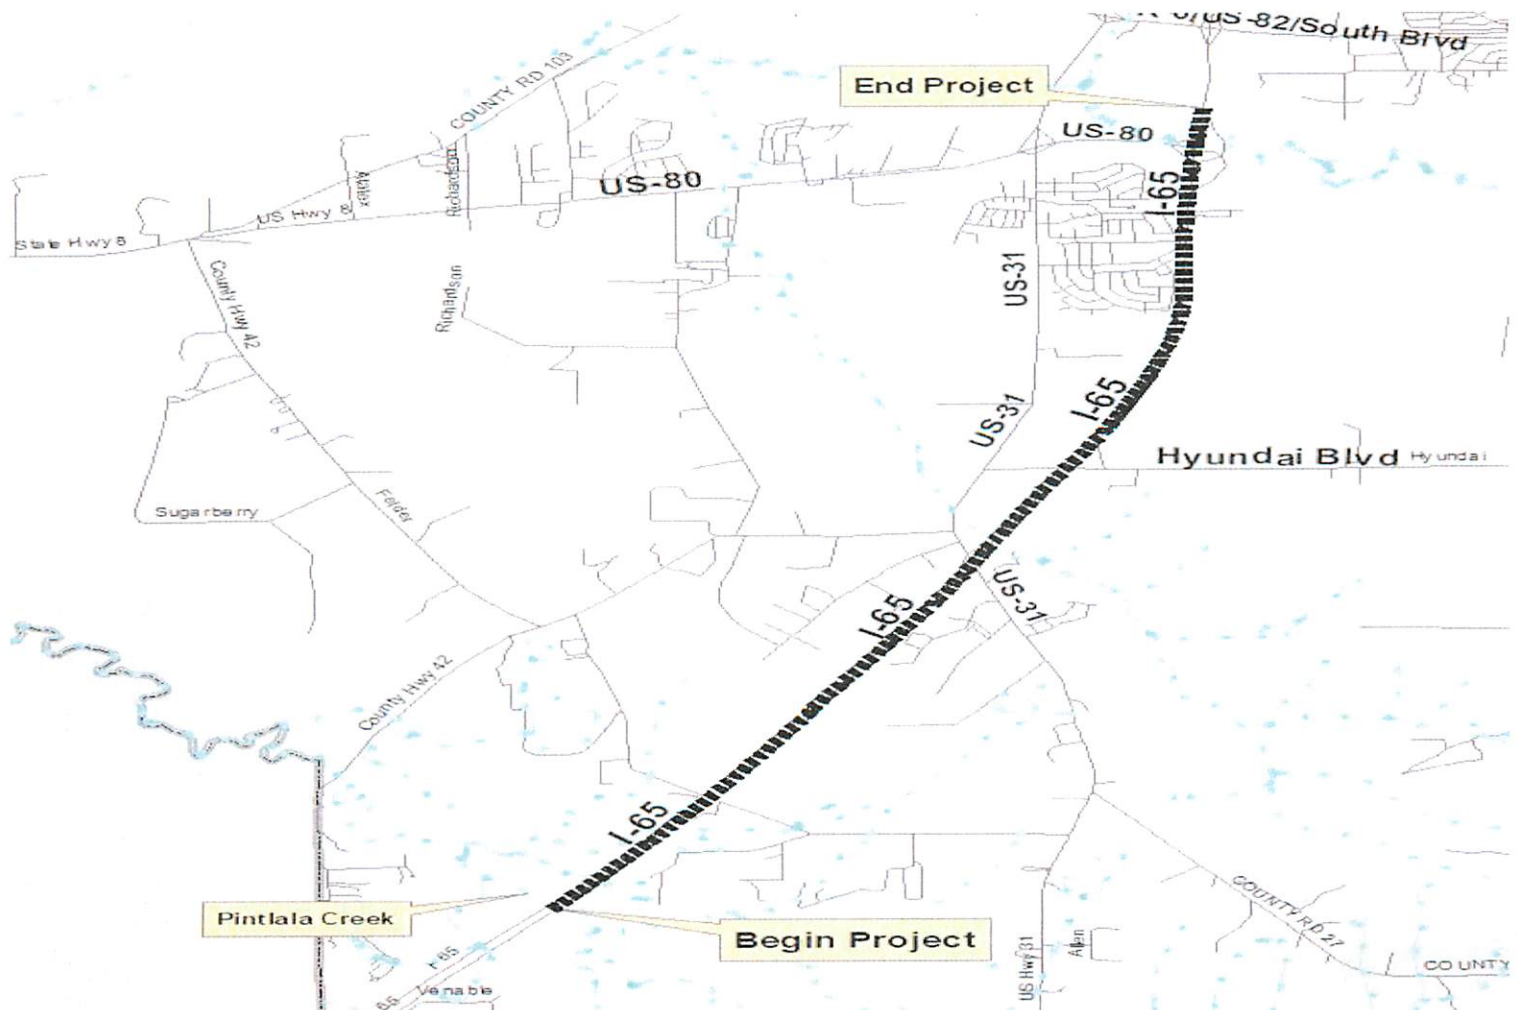 /US-82/South Blvd
COUNTY RD 103
End Project
US-80
US-80
Richardson
I-65
US Hwy 8
State Hwy 8
County Hwy 42
Richardson
US-31
I-65
US-31
Hyundai Blvd
Hyundai
Sugarberry
Felder
US-31
I-65
County Hwy 42
I-65
COUNTY RD 27
Pintlala Creek
Begin Project
US Hwy 31
Allen
I-65
COUNTY
Venable
65